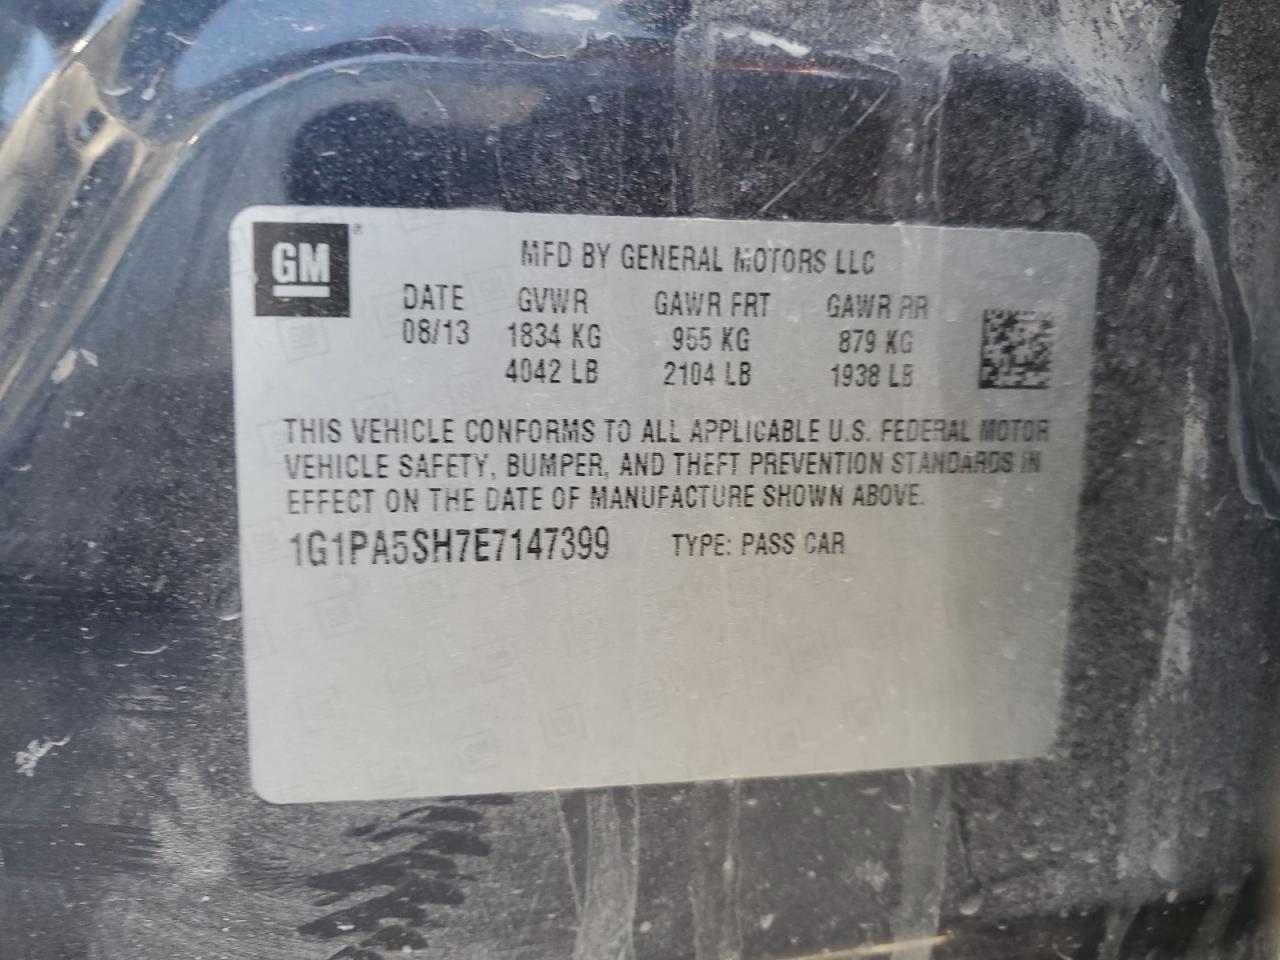 GM ®
MFD BY GENERAL MOTORS LLC
DATE GVWR GAWR FRT GAWR RR
08/13 1834 KG 955 KG 879 KG
4042 LB 2104 LB 1938 LB
THIS VEHICLE CONFORMS TO ALL APPLICABLE U.S. FEDERAL MOTOR
VEHICLE SAFETY, BUMPER, AND THEFT PREVENTION STANDARDS IN
EFFECT ON THE DATE OF MANUFACTURE SHOWN ABOVE.
1G1PA5SH7E7147399 TYPE: PASS CAR